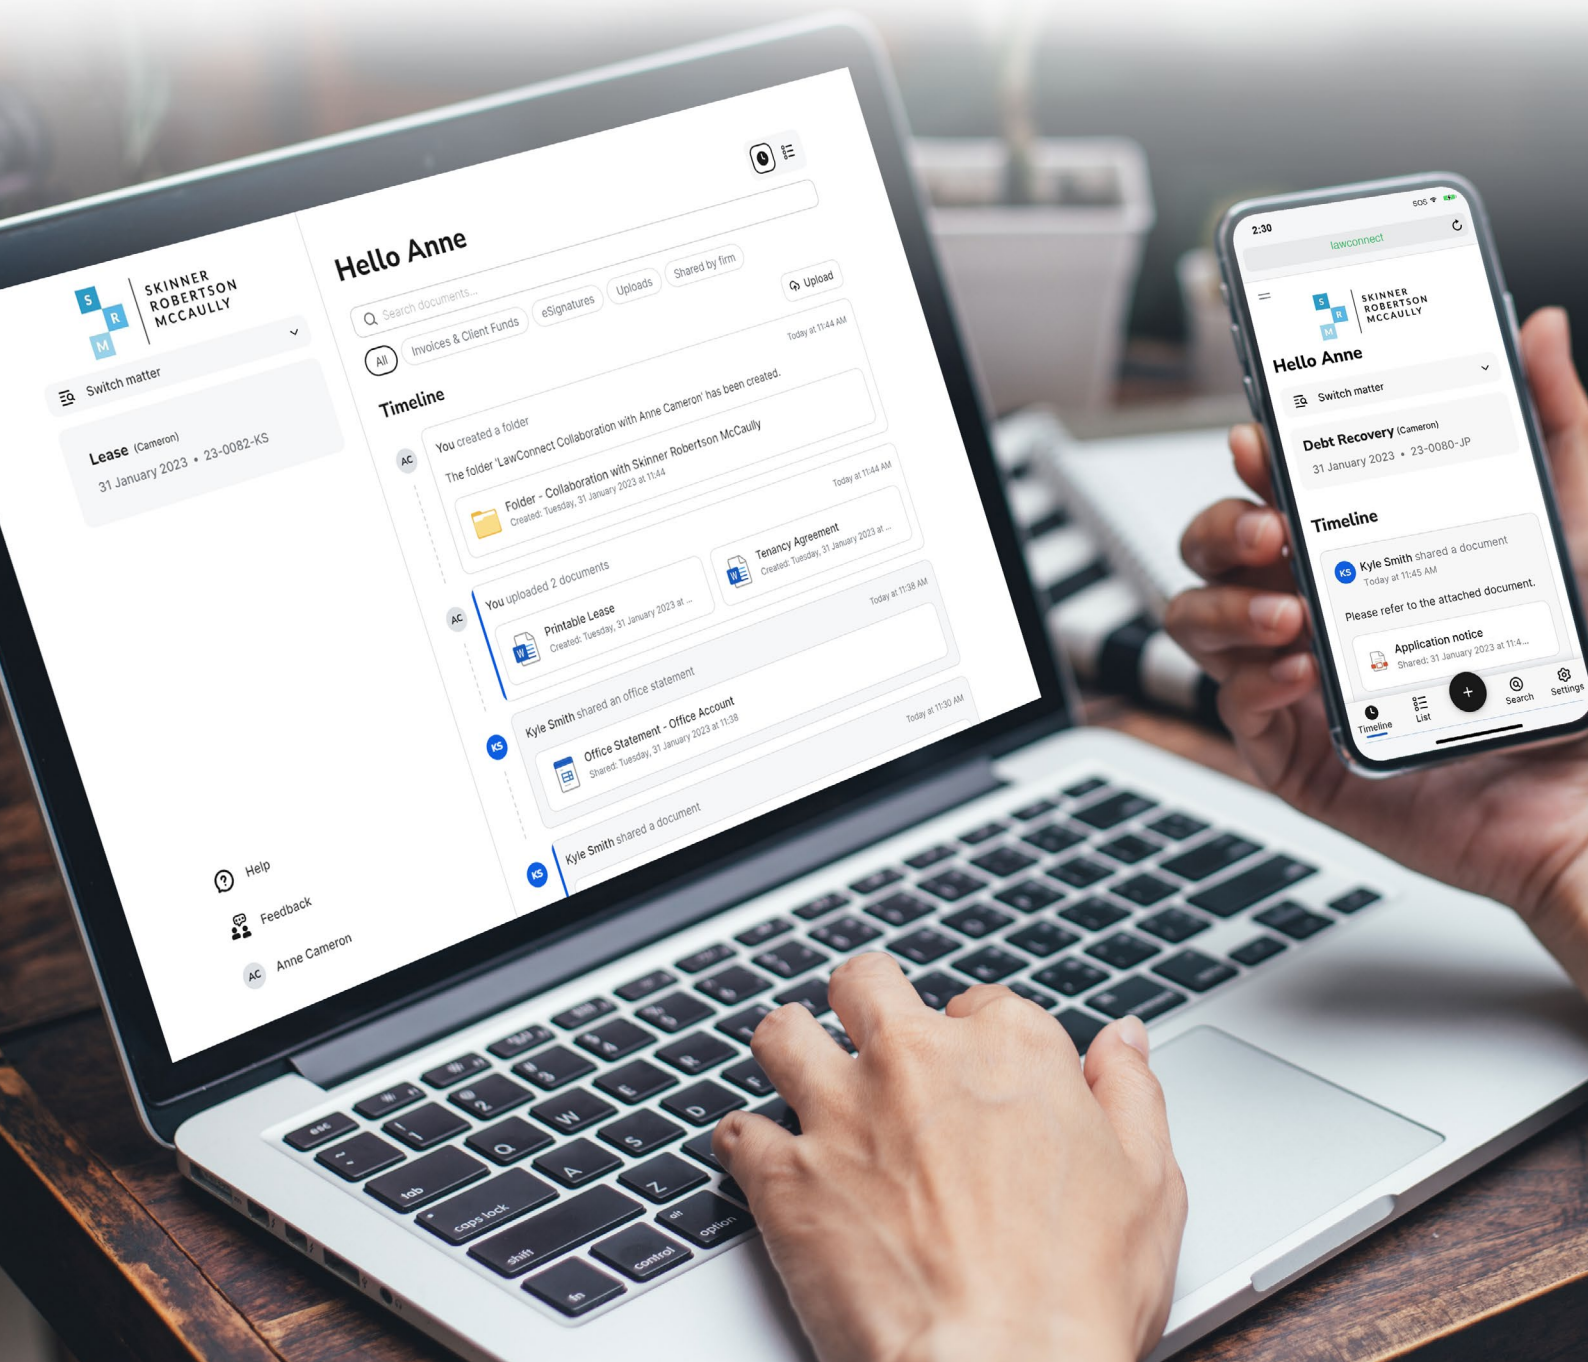 S
R
M
SKINNER
ROBERTSON
MCCAULLY
Switch matter
Lease (Cameron)
31 January 2023 • 23-0082-KS
Help
Feedback
AC Anne Cameron
Hello Anne
Search documents...
All
Invoices & Client Funds
eSignatures
Uploads
Shared by firm
Upload
Timeline
AC
You created a folder
Today at 11:44 AM
The folder 'LawConnect Collaboration with Anne Cameron' has been created.
Folder - Collaboration with Skinner Robertson McCaully
Created: Tuesday, 31 January 2023 at 11:44
AC
You uploaded 2 documents
Today at 11:44 AM
Printable Lease
Created: Tuesday, 31 January 2023 at ...
Tenancy Agreement
Created: Tuesday, 31 January 2023 at ...
KS
Kyle Smith shared an office statement
Today at 11:38 AM
Office Statement - Office Account
Shared: Tuesday, 31 January 2023 at 11:38
KS
Kyle Smith shared a document
Today at 11:30 AM
2:30
SOS
lawconnect
S
R
M
SKINNER
ROBERTSON
MCCAULLY
Hello Anne
Switch matter
Debt Recovery (Cameron)
31 January 2023 • 23-0080-JP
Timeline
KS
Kyle Smith shared a document
Today at 11:45 AM
Please refer to the attached document.
Application notice
Shared: 31 January 2023 at 11:4...
Timeline
List
+
Search
Settings
esc
~
!
1
@
2
3
4
tab
Q
W
E
R
caps lock
A
S
D
F
shift
Z
fn
control
alt
option